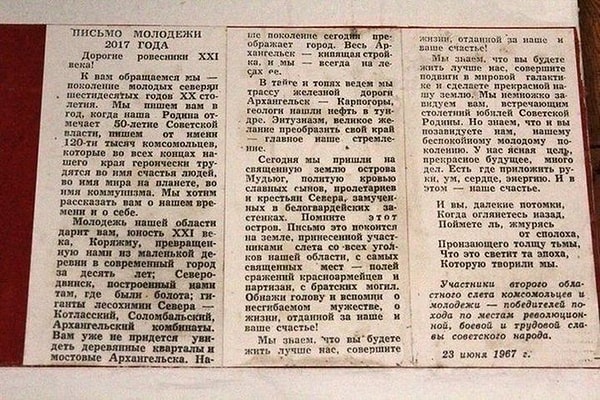 ПИСЬМО МОЛОДЕЖИ
2017 ГОДА
Дорогие ровесники XXI
века!
К вам обращаемся мы —
поколение молодых северян
шестидесятых годов XX сто-
летия. Мы пишем вам в
год, когда наша Родина от-
мечает 50-летие Советской
власти, пишем от имени
120-ти тысяч комсомольцев,
которые во всех концах на-
шего края героически тру-
дятся во имя счастья людей,
во имя мира на планете, во
имя коммунизма. Мы хотим
рассказать вам о нашем вре-
мени и о себе.
Молодежь нашей области
дарит вам, юность XXI ве-
ка, Коряжму, превращен-
ную нами из маленькой де-
ревни в современный город
за десять лет; Северо-
двинск, построенный нами
там, где были болота; ги-
ганты лесохимии Севера —
Котласский, Соломбальский,
Архангельский комбинаты.
Вам уже не придется уви-
деть деревянные кварталы и
мостовые Архангельска. На-
ше поколение сегодня пре-
ображает город. Весь Ар-
хангельск — кипящая строй-
ка, и мы — всегда на ле-
сах ее.
В тайге и топях ведем мы
трассу железной дороги
Архангельск — Карпогоры,
геологи нашли нефть в тун-
дре. Энтузиазм, великое же-
лание преобразить свой край
— главное наше стремле-
ние.
Сегодня мы пришли на
священную землю острова
Мудьюг, политую кровью
славных сынов, пролетариев
и крестьян Севера, замучен-
ных в белогвардейских за-
стенках. Помните этот
остров. Письмо это покоится
на земле, принесенной участ-
никами слета со всех угол-
ков нашей области, с самых
священных мест — полей
сражений красноармейцев и
партизан, с братских могил.
Обнажи голову и вспомни о
несгибаемом мужестве, о
жизни, отданной за наше и
ваше счастье!
Мы знаем, что вы будете
жить лучше нас, совершите
жизни, отданной за наше и
ваше счастье!
Мы знаем, что вы будете
жить лучше нас, совершите
подвиги в мировой галакти-
ке и сделаете прекрасной на-
шу землю. Мы немножко за-
видуем вам, встречающим
столетний юбилей Советской
Родины. Но знаем, что и вы
позавидуете нам, нашему
беспокойному молодому по-
колению. У нас ясная цель,
прекрасное будущее, много
дел. Есть где приложить ру-
ки, ум, сердце, энергию. И в
этом — наше счастье.
И вы, далекие потомки,
Когда оглянетесь назад,
Поймете ль, жмурясь
от сполоха,
Пронзающего толщу тьмы,
Что это светит та эпоха,
Которую творили мы.
Участники второго обла-
стного слета комсомольцев и
молодежи — победителей по-
хода по местам революцион-
ной, боевой и трудовой сла-
вы советского народа.
23 июня 1967 г.